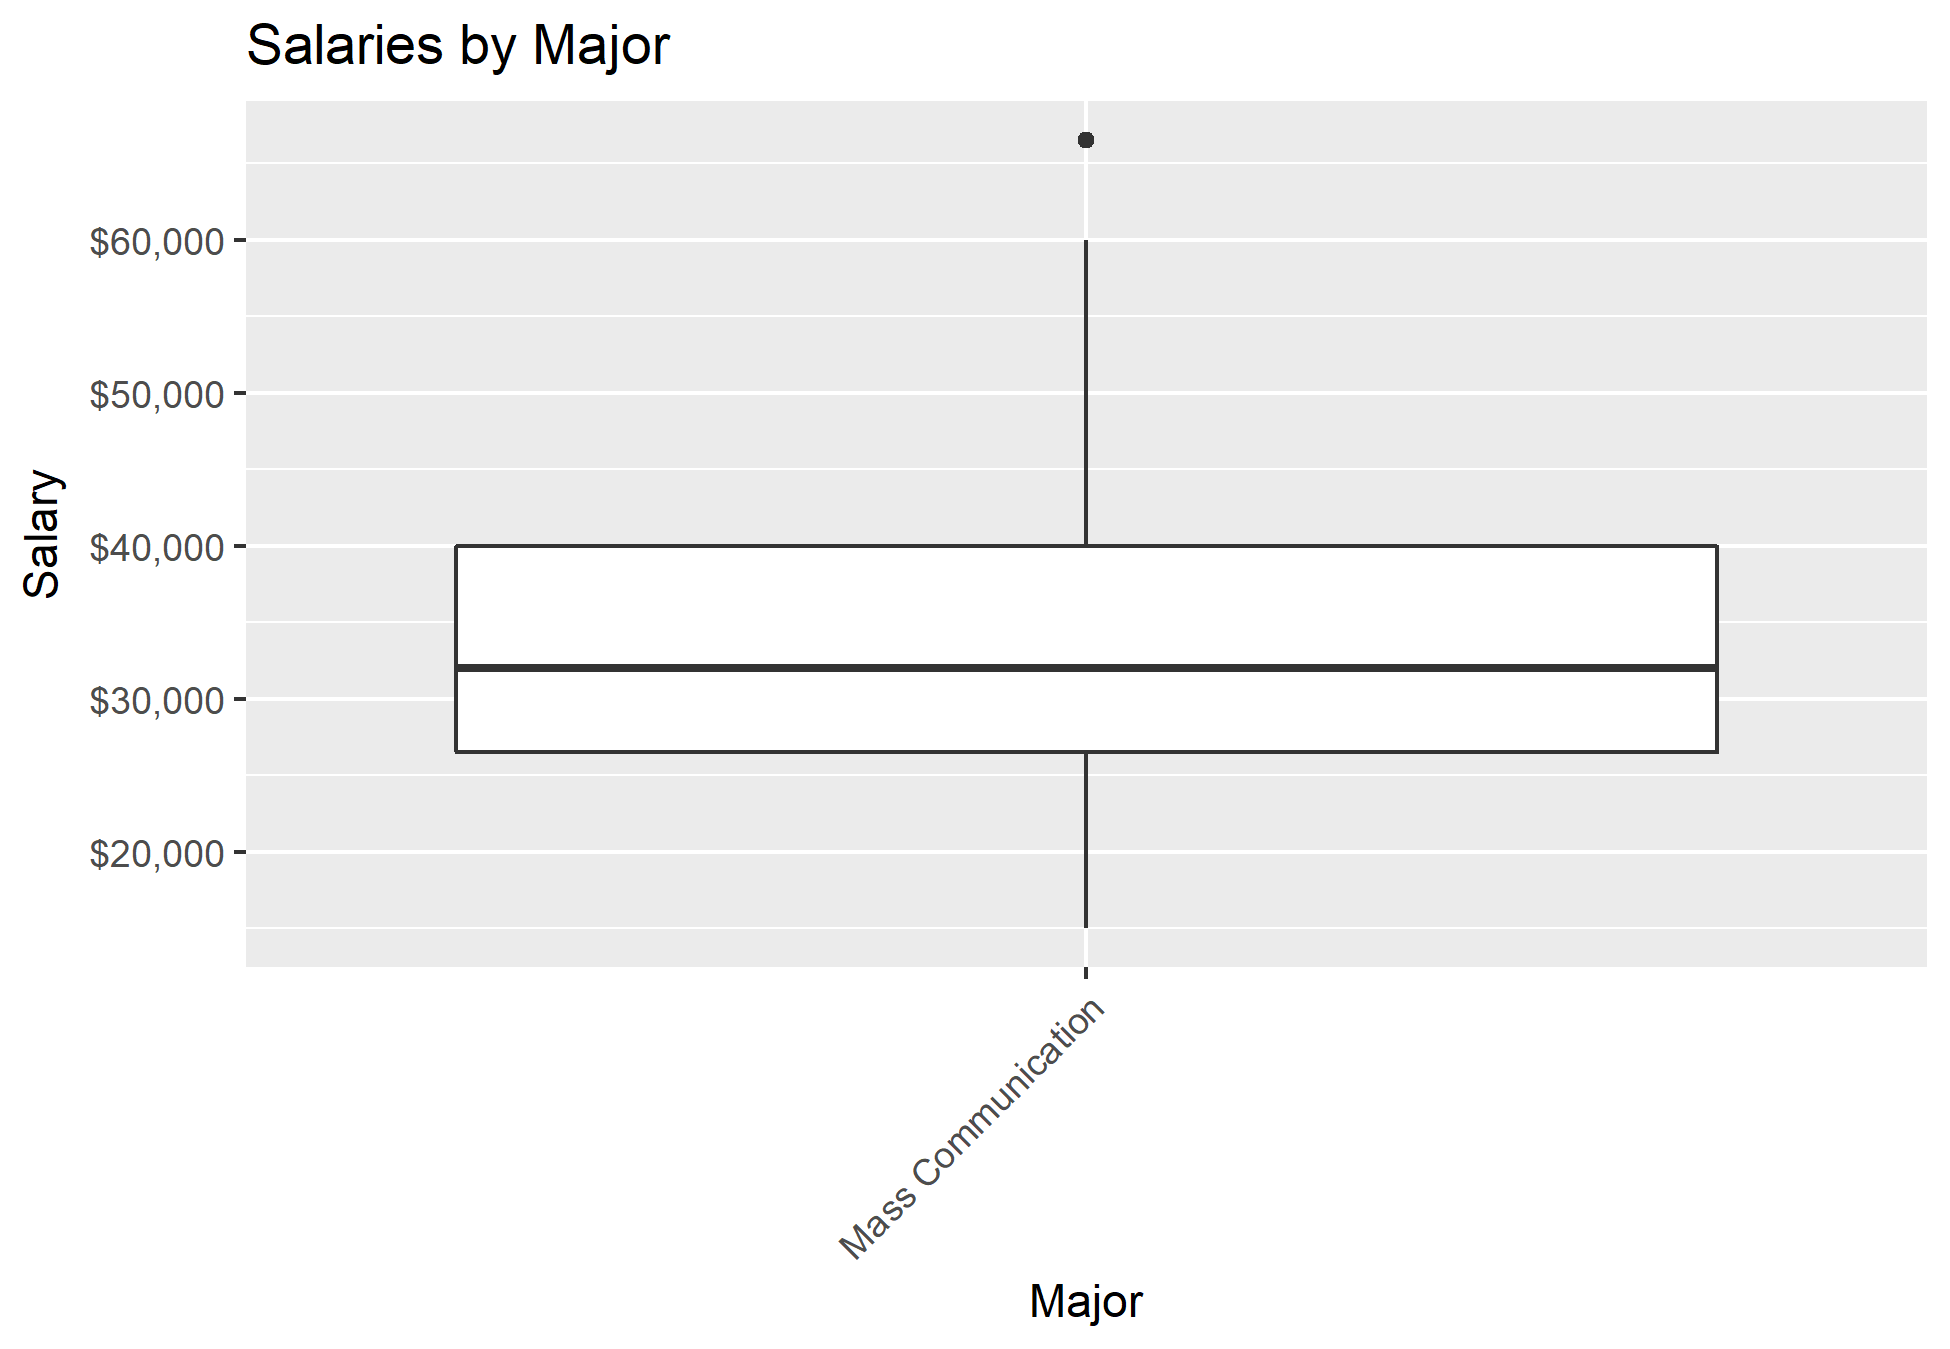 Salaries by Major
Salary
$60,000
$50,000
$40,000
$30,000
$20,000
Mass Communication
Major